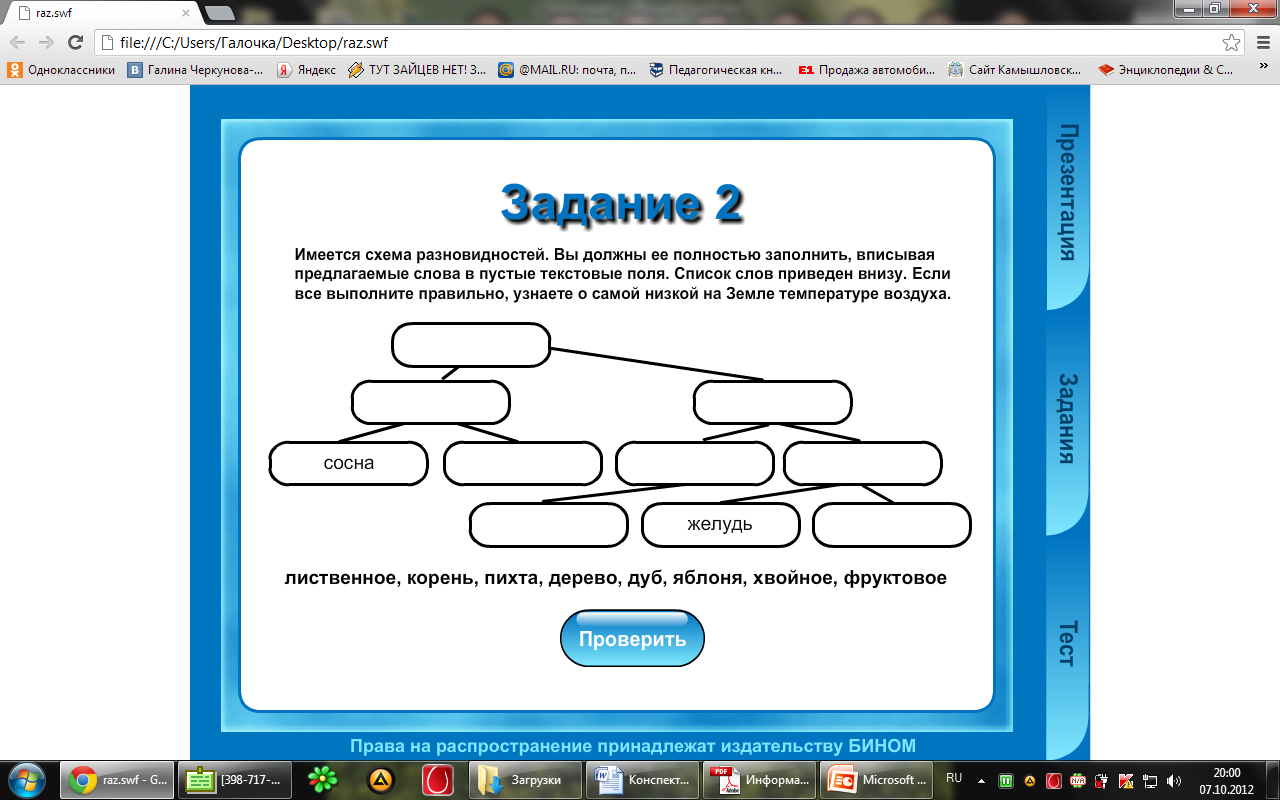 raz.swf
file:///C:/Users/Галочка/Desktop/raz.swf
Одноклассники Галина Черкунова-... Яндекс ТУТ ЗАЙЦЕВ НЕТ! З... @MAIL.RU: почта, п... Педагогическая кн... E1 Продажа автомоби... Сайт Камышловск... Энциклопедии & С... »
Презентация
Задание 2
Имеется схема разновидностей. Вы должны ее полностью заполнить, вписывая
предлагаемые слова в пустые текстовые поля. Список слов приведен внизу. Если
все выполните правильно, узнаете о самой низкой на Земле температуре воздуха.
Задания
сосна
желудь
лиственное, корень, пихта, дерево, дуб, яблоня, хвойное, фруктовое
Проверить
Тест
Права на распространение принадлежат издательству БИНОМ
raz.swf - G... [398-717-... Загрузки Конспект... Информа... Microsoft ... RU 20:00
07.10.2012